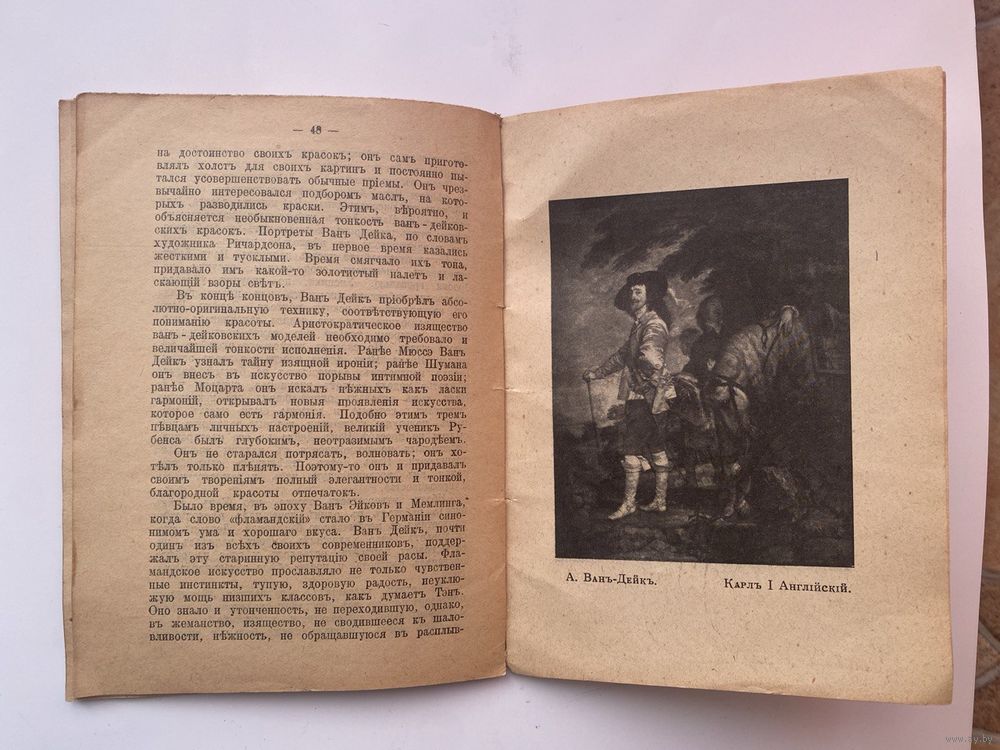 — 48 —
на достоинство своихъ красокъ; онъ самъ пригото-
влялъ холстъ для своихъ картин и постоянно пы-
тался усовершенствовать обычные пріемы. Онъ чрез-
вычайно интересовался подборомъ маслъ, на кото-
рыхъ разводились краски. Этимъ, вѣроятно, и
объясняется необыкновенная тонкость ванъ-дейков-
скихъ красокъ. Портреты Ванъ Дейка, по словамъ
художника Ричардсона, въ первое время казались
жесткими и тусклыми. Время смягчало ихъ тона,
придавало имъ какой-то золотистый налетъ и ла-
скающій взоры свѣтъ.
Въ концѣ концовъ, Ванъ Дейкъ пріобрѣлъ абсо-
лютно-оригинальную технику, соотвѣтствующую его
пониманію красоты. Аристократическое изящество
ванъ-дейковскихъ моделей необходимо требовало и
величайшей тонкости исполненія. Ранѣе Мюссэ Ванъ
Дейкъ узналъ тайну изящной ироніи; ранѣе Шумана
онъ внесъ въ искусство порывы интимной поэзіи;
ранѣе Моцарта онъ искалъ нѣжныхъ какъ ласки
гармоній, открывалъ новыя проявленія искусства,
которое само есть гармонія. Подобно этимъ тремъ
пѣвцамъ личныхъ настроеній, великій ученикъ Ру-
бенса былъ глубокимъ, неотразимымъ чародѣемъ.
Онъ не старался потрясать, волновать; онъ хо-
тѣлъ только плѣнять. Поэтому-то онъ и придавалъ
своимъ твореніямъ полный элегантности и тонкой,
благородной красоты отпечатокъ.
Было время, въ эпоху Ванъ Эйковъ и Мемлинга,
когда слово «фламандскій» стало въ Германіи сино-
нимомъ ума и хорошаго вкуса. Ванъ Дейкъ, почти
одинъ изъ всѣхъ своихъ современниковъ, поддер-
жалъ эту старинную репутацію своей расы. Фла-
мандское искусство прославляло не только чувствен-
ные инстинкты, тупую, здоровую радость, неуклю-
жую мощь низшихъ классовъ, какъ думаетъ Тэнъ.
Оно знало и утонченность, не переходившую, однако,
въ жеманство, изящество, не сводившееся къ шало-
вливости, нѣжность, не обращавшуюся въ расплыв-
А. Ванъ-Дейкъ.
Карлъ I Англійскій.
www.ay.by